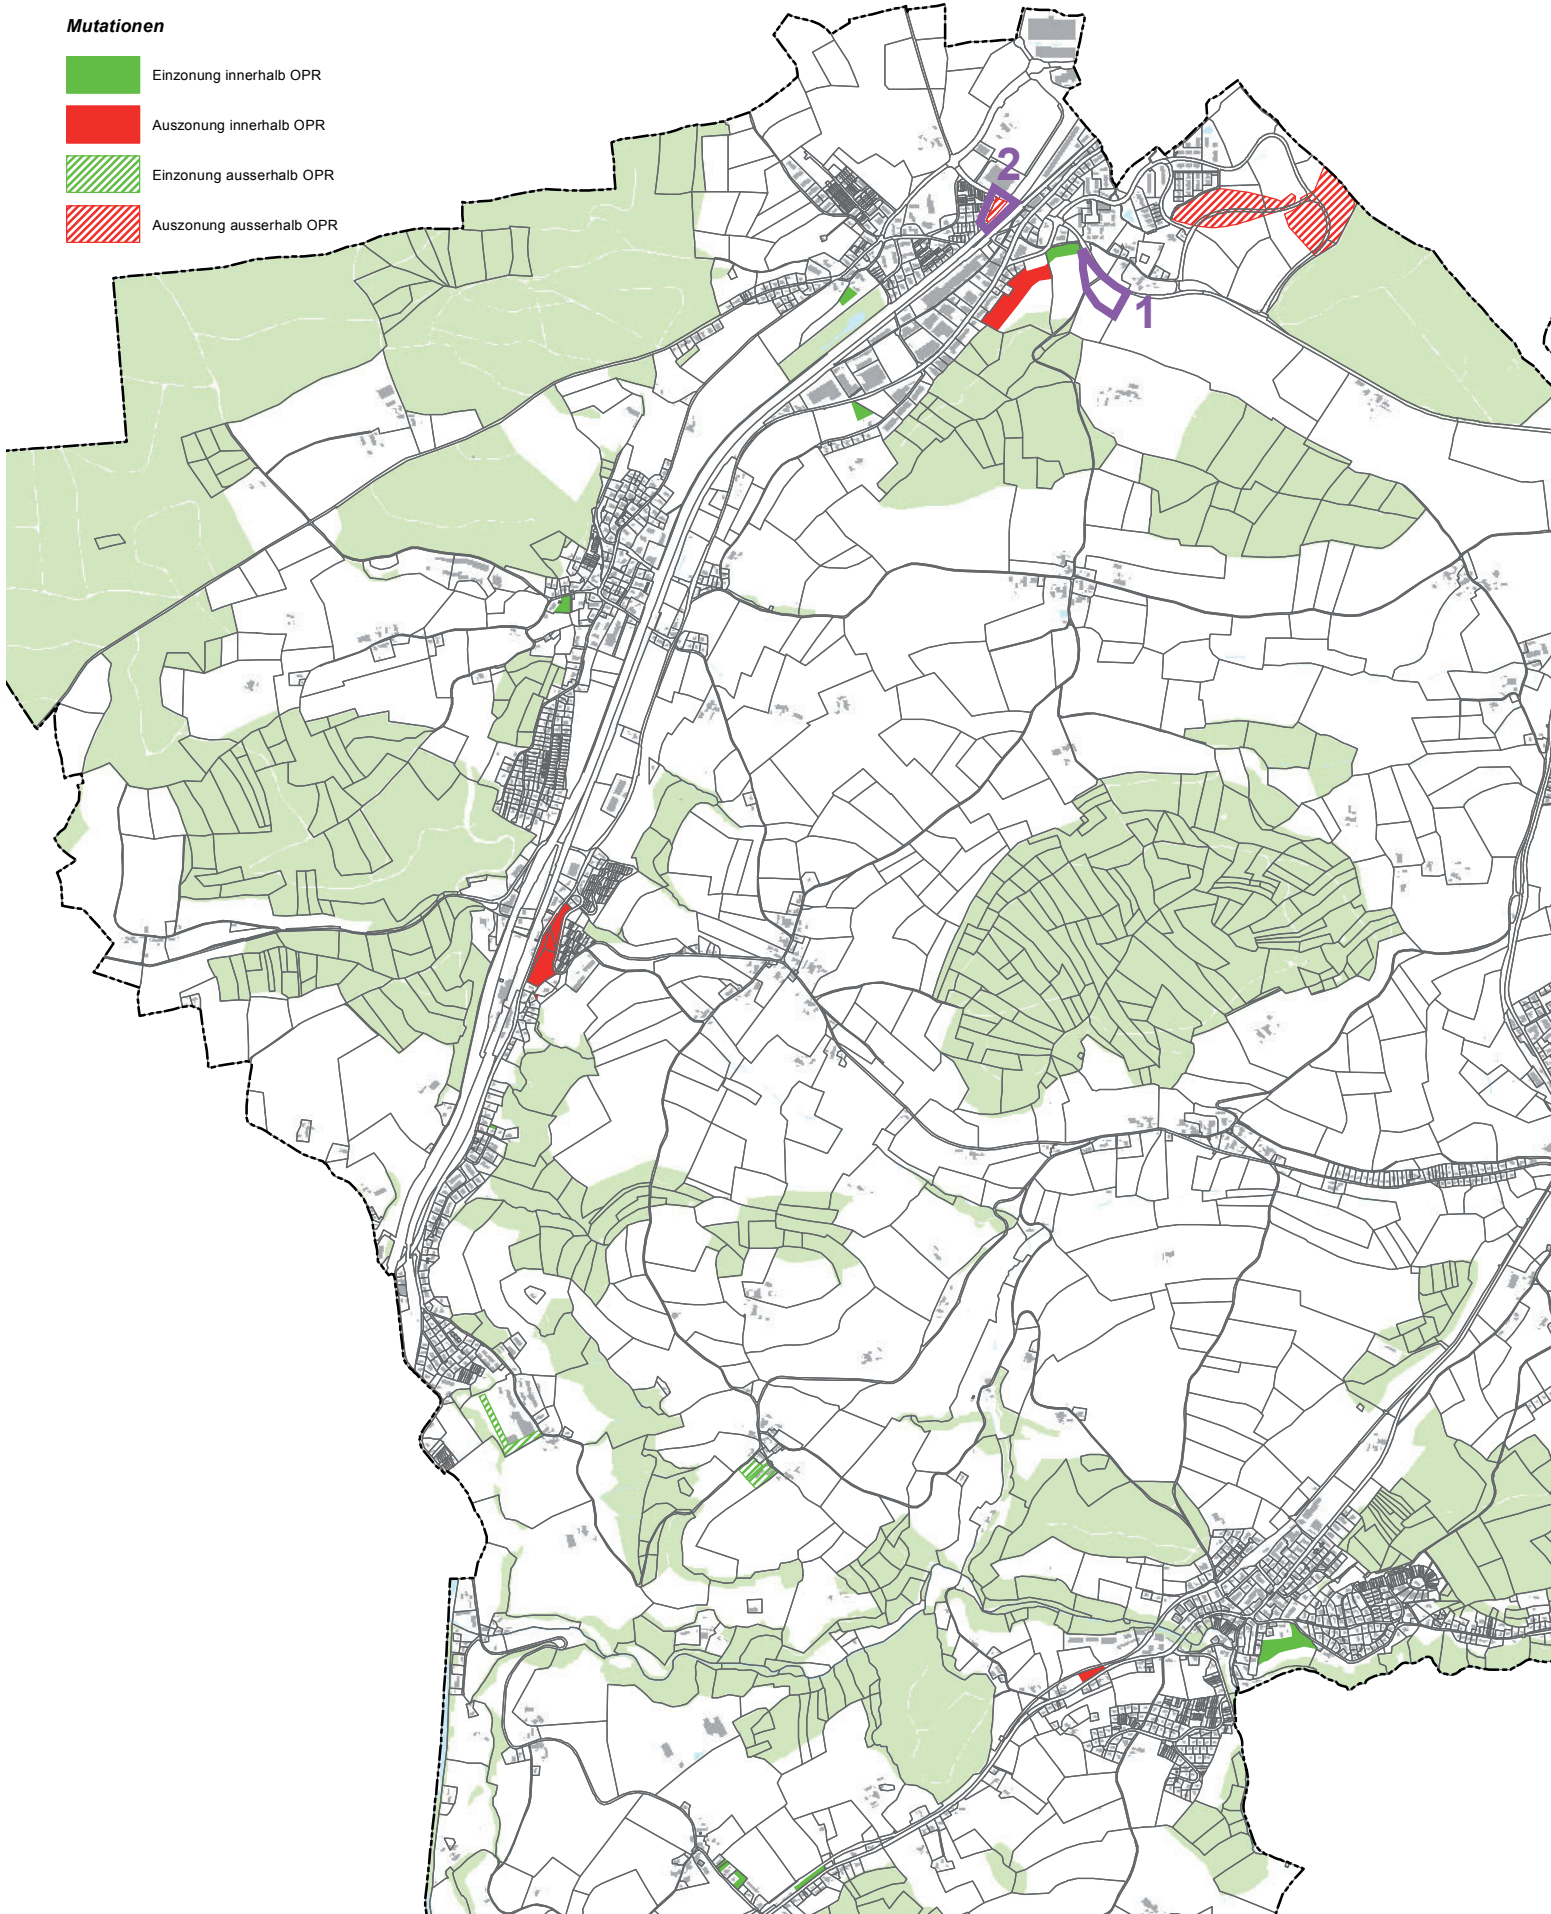 Mutationen
Einzonung innerhalb OPR
Auszonung innerhalb OPR
Einzonung ausserhalb OPR
Auszonung ausserhalb OPR
2
1